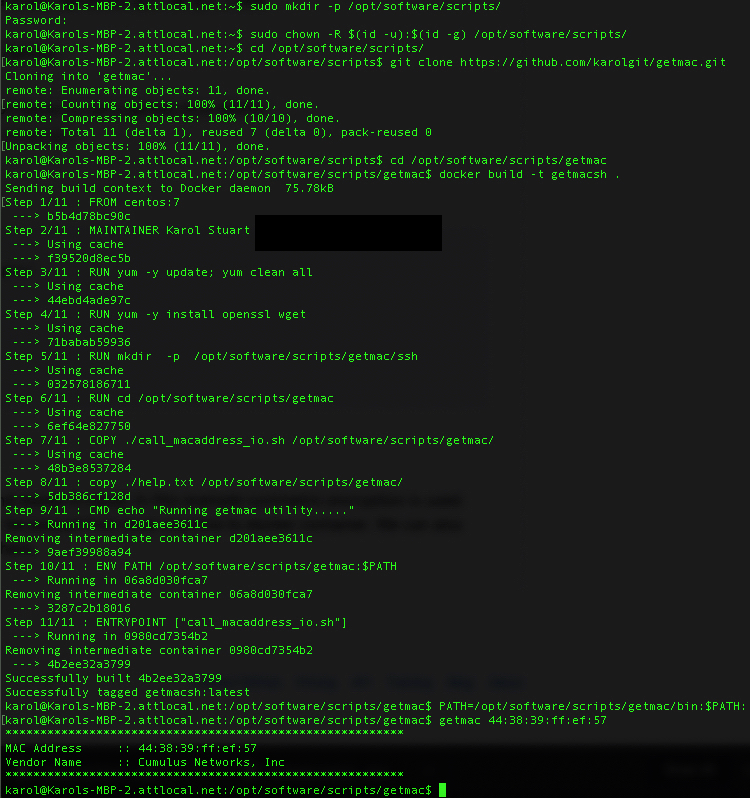 karol@Karols-MBP-2.attlocal.net:~$ sudo mkdir -p /opt/software/scripts/
Password:
karol@Karols-MBP-2.attlocal.net:~$ sudo chown -R $(id -u):$(id -g) /opt/software/scripts/
karol@Karols-MBP-2.attlocal.net:~$ cd /opt/software/scripts/
[karol@Karols-MBP-2.attlocal.net:/opt/software/scripts$ git clone https://github.com/karolgit/getmac.git
Cloning into 'getmac'...
remote: Enumerating objects: 11, done.
[remote: Counting objects: 100% (11/11), done.
remote: Compressing objects: 100% (10/10), done.
remote: Total 11 (delta 1), reused 7 (delta 0), pack-reused 0
[Unpacking objects: 100% (11/11), done.
karol@Karols-MBP-2.attlocal.net:/opt/software/scripts$ cd /opt/software/scripts/getmac
karol@Karols-MBP-2.attlocal.net:/opt/software/scripts/getmac$ docker build -t getmacsh .
Sending build context to Docker daemon  75.78kB
[Step 1/11 : FROM centos:7
 ---> b5b4d78bc90c
Step 2/11 : MAINTAINER Karol Stuart
 ---> Using cache
 ---> f39520d8ec5b
Step 3/11 : RUN yum -y update; yum clean all
 ---> Using cache
 ---> 44ebd4ade97c
Step 4/11 : RUN yum -y install openssl wget
 ---> Using cache
 ---> 71babab59936
Step 5/11 : RUN mkdir  -p  /opt/software/scripts/getmac/ssh
 ---> Using cache
 ---> 032578186711
Step 6/11 : RUN cd /opt/software/scripts/getmac
 ---> Using cache
 ---> 6ef64e827750
Step 7/11 : COPY ./call_macaddress_io.sh /opt/software/scripts/getmac/
 ---> Using cache
 ---> 48b3e8537284
Step 8/11 : copy ./help.txt /opt/software/scripts/getmac/
 ---> 5db386cf128d
Step 9/11 : CMD echo "Running getmac utility....."
 ---> Running in d201aee3611c
Removing intermediate container d201aee3611c
 ---> 9aef39988a94
Step 10/11 : ENV PATH /opt/software/scripts/getmac:$PATH
 ---> Running in 06a8d030fca7
Removing intermediate container 06a8d030fca7
 ---> 3287c2b18016
Step 11/11 : ENTRYPOINT ["call_macaddress_io.sh"]
 ---> Running in 0980cd7354b2
Removing intermediate container 0980cd7354b2
 ---> 4b2ee32a3799
Successfully built 4b2ee32a3799
Successfully tagged getmacsh:latest
karol@Karols-MBP-2.attlocal.net:/opt/software/scripts/getmac$ PATH=/opt/software/scripts/getmac/bin:$PATH:
[karol@Karols-MBP-2.attlocal.net:/opt/software/scripts/getmac$ getmac 44:38:39:ff:ef:57
*********************************************************
MAC Address     :: 44:38:39:ff:ef:57
Vendor Name     :: Cumulus Networks, Inc
*********************************************************
karol@Karols-MBP-2.attlocal.net:/opt/software/scripts/getmac$